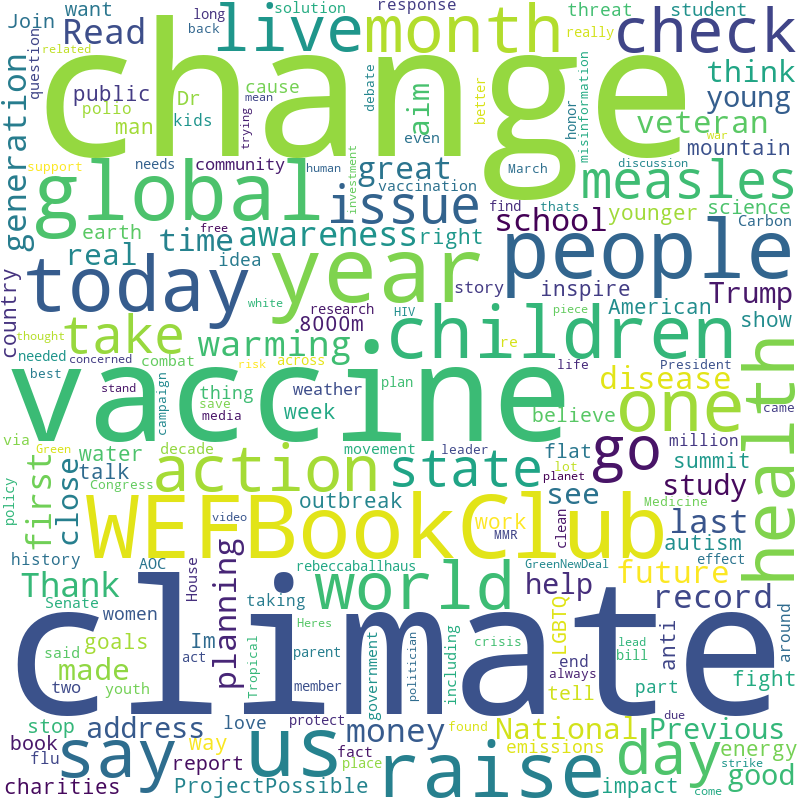 Join want long back solution response threat student
question related Read live month really check
change
generation public Dr cause debate better honor misinformation think
polio man kids trying mean aim even young
veteran
needs community human vaccination March war discussion mountain
support global investment great issue measles
earth time awareness right find thats school younger science Carbon
today real idea year people story inspire American Trump
white free research HIV piece
country take 8000m children show
thought needed concerned warming across re life President
best combat risk plan disease came
stand vaccine believe one health
via campaign thing save media weather week
water decade movement leader flat go million
first close talk action state lot planet summit
policy Green Congress outbreak see Medicine study
WEFBookClub work clean last
history video MMR autism
AOC House rebeccaballhaus GreenNewDeal effect
Thank planning world help future record
Senate women taking
climate
goals said Im Heres crisis LGBTQ lead bill anti around
made act Tropical parent government politician including end always tell part fight
two youth member
stop address love protect money found National Previous
book say way us fact raise emissions day due energy
flu report place strike good
charities ProjectPossible impact come